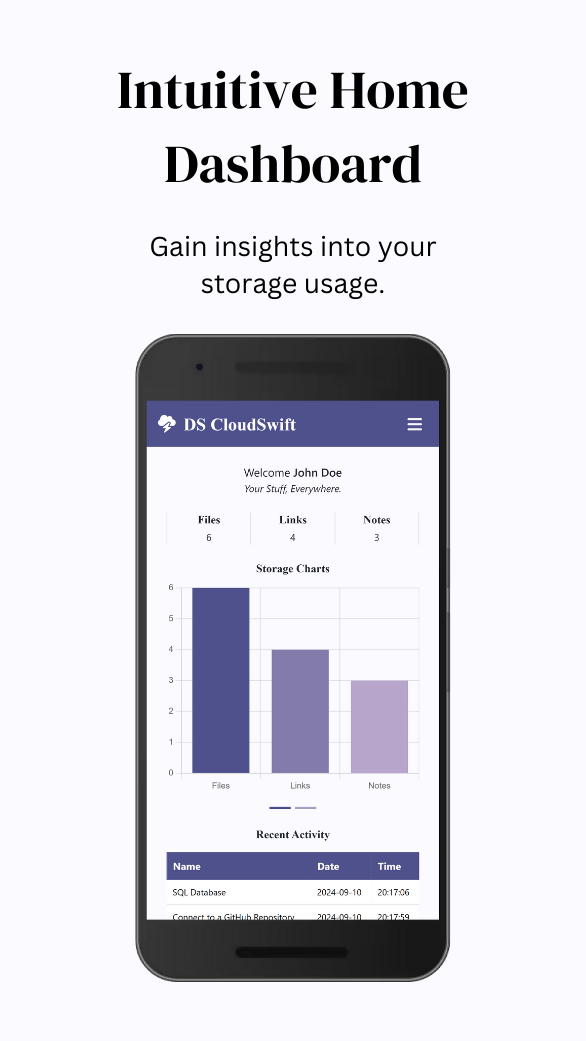 Intuitive Home
Dashboard
Gain insights into your
storage usage.
DS CloudSwift
Welcome John Doe
Your Stuff, Everywhere.
Files Links Notes
6 4 3
Storage Charts
6
5
4
3
2
1
0
Files Links Notes
Recent Activity
Name Date Time
SQL Database 2024-09-10 20:17:06
Connect to a GitHub Repository 2024-09-10 20:17:59